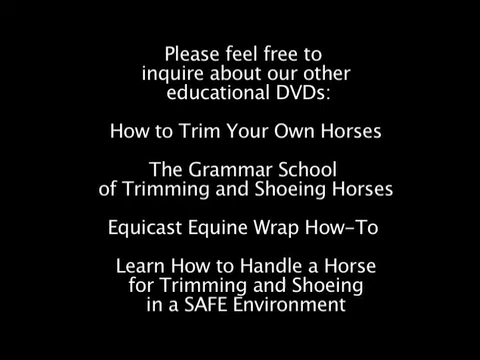 Please feel free to
inquire about our other
educational DVDs:
How to Trim Your Own Horses
The Grammar School
of Trimming and Shoeing Horses
Equicast Equine Wrap How-To
Learn How to Handle a Horse
for Trimming and Shoeing
in a SAFE Environment